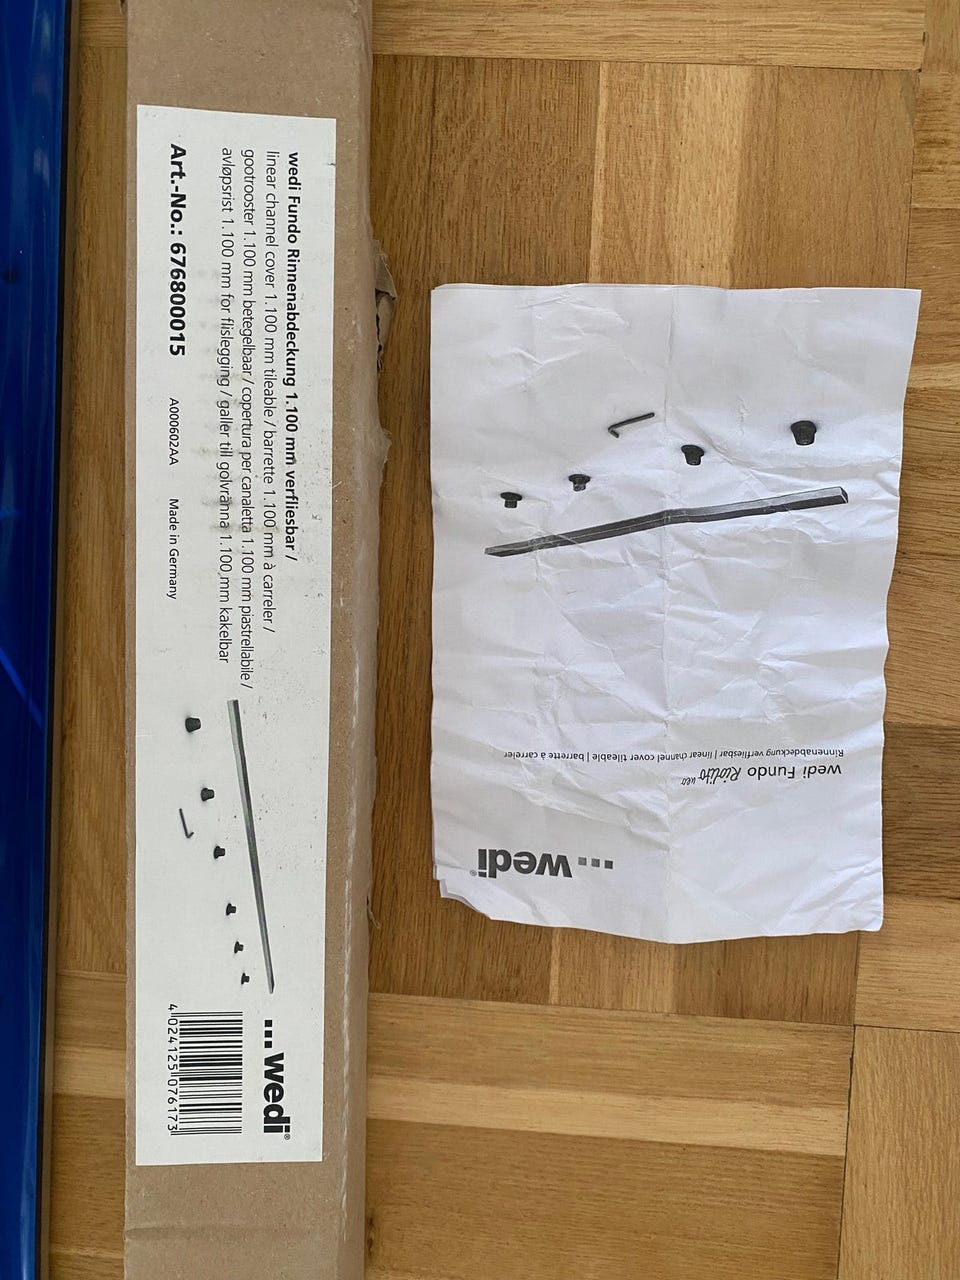 wedi Fundo Rinnenabdeckung 1.100 mm verfliesbar /
linear channel cover 1.100 mm tileable / barrette 1.100 mm à carreler /
gootrooster 1.100 mm betegelbaar / copertura per canaletta 1.100 mm piastrellabile /
avløpsrist 1.100 mm for flislegging / galler till golvränna 1.100 mm kakelbar
Art.-No.: 676800015 A000602AA Made in Germany
wedi®
4 024125 076173
wedi®
wedi Fundo Riolito neo
Rinnenabdeckung verfliesbar | linear channel cover tileable | barrette à carreler